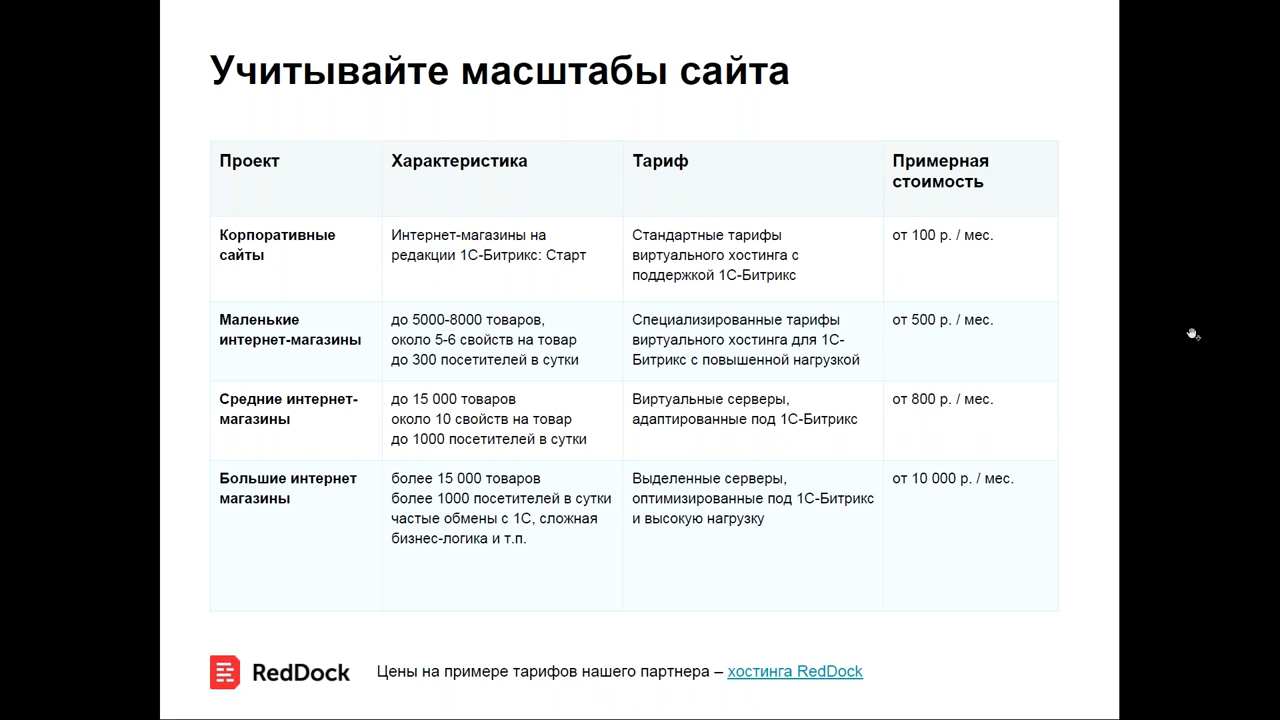 Учитывайте масштабы сайта
Проект
Характеристика
Тариф
Примерная
стоимость
Корпоративные
сайты
Интернет-магазины на
редакции 1С-Битрикс: Старт
Стандартные тарифы
виртуального хостинга с
поддержкой 1С-Битрикс
от 100 р. / мес.
Маленькие
интернет-магазины
до 5000-8000 товаров,
около 5-6 свойств на товар
до 300 посетителей в сутки
Специализированные тарифы
виртуального хостинга для 1С-
Битрикс с повышенной нагрузкой
от 500 р. / мес.
Средние интернет-
магазины
до 15 000 товаров
около 10 свойств на товар
до 1000 посетителей в сутки
Виртуальные серверы,
адаптированные под 1С-Битрикс
от 800 р. / мес.
Большие интернет
магазины
более 15 000 товаров
более 1000 посетителей в сутки
частые обмены с 1С, сложная
бизнес-логика и т.п.
Выделенные серверы,
оптимизированные под 1С-Битрикс
и высокую нагрузку
от 10 000 р. / мес.
RedDock
Цены на примере тарифов нашего партнера – хостинга RedDock